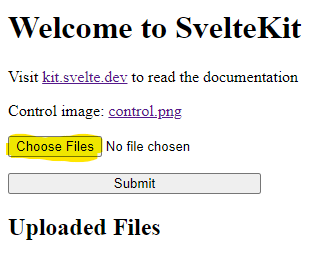 Welcome to SvelteKit
Visit kit.svelte.dev to read the documentation
Control image: control.png
Choose Files No file chosen
Submit
Uploaded Files